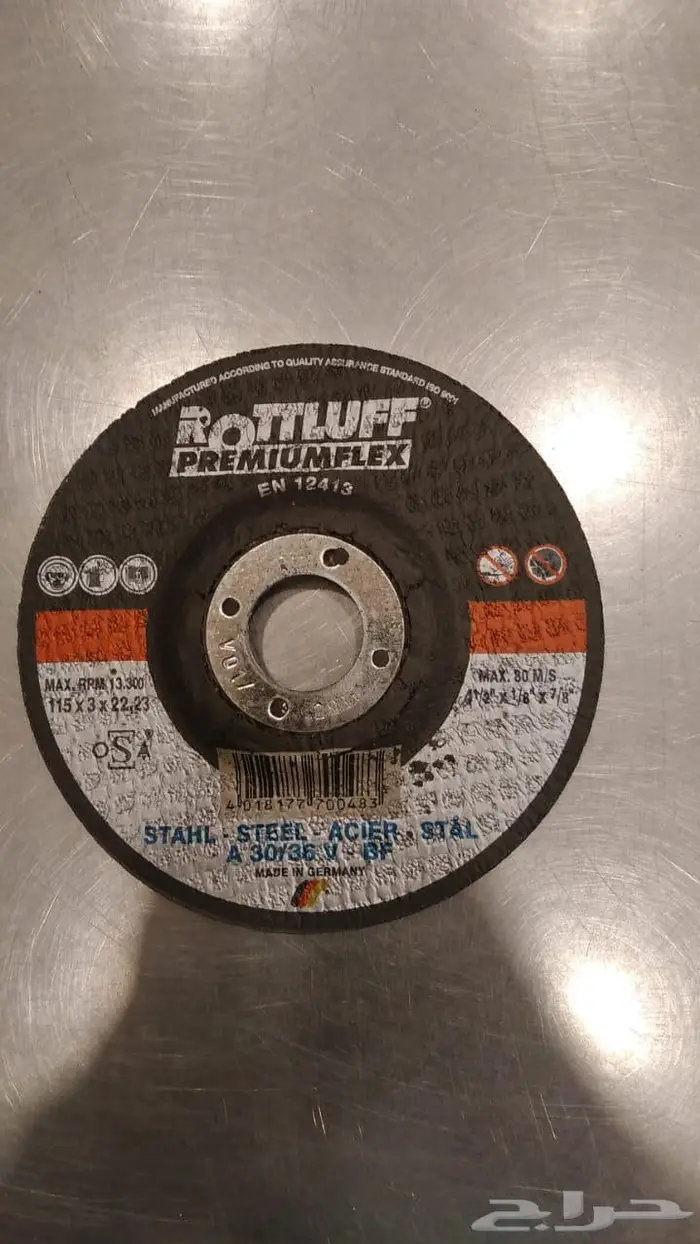 MANUFACTURED ACCORDING TO QUALITY ASSURANCE STANDARD ISO 9001
ROTTLUFF®
PREMIUMFLEX
EN 12413
MAX. RPM 13.300
115 x 3 x 22,23
MAX. 80 M/S
4 1/2" x 1/8" x 7/8"
oSA
V01/
4 018177 700483
STAHL - STEEL - ACIER - STÅL
A 30/36 V - BF
MADE IN GERMANY
حراج